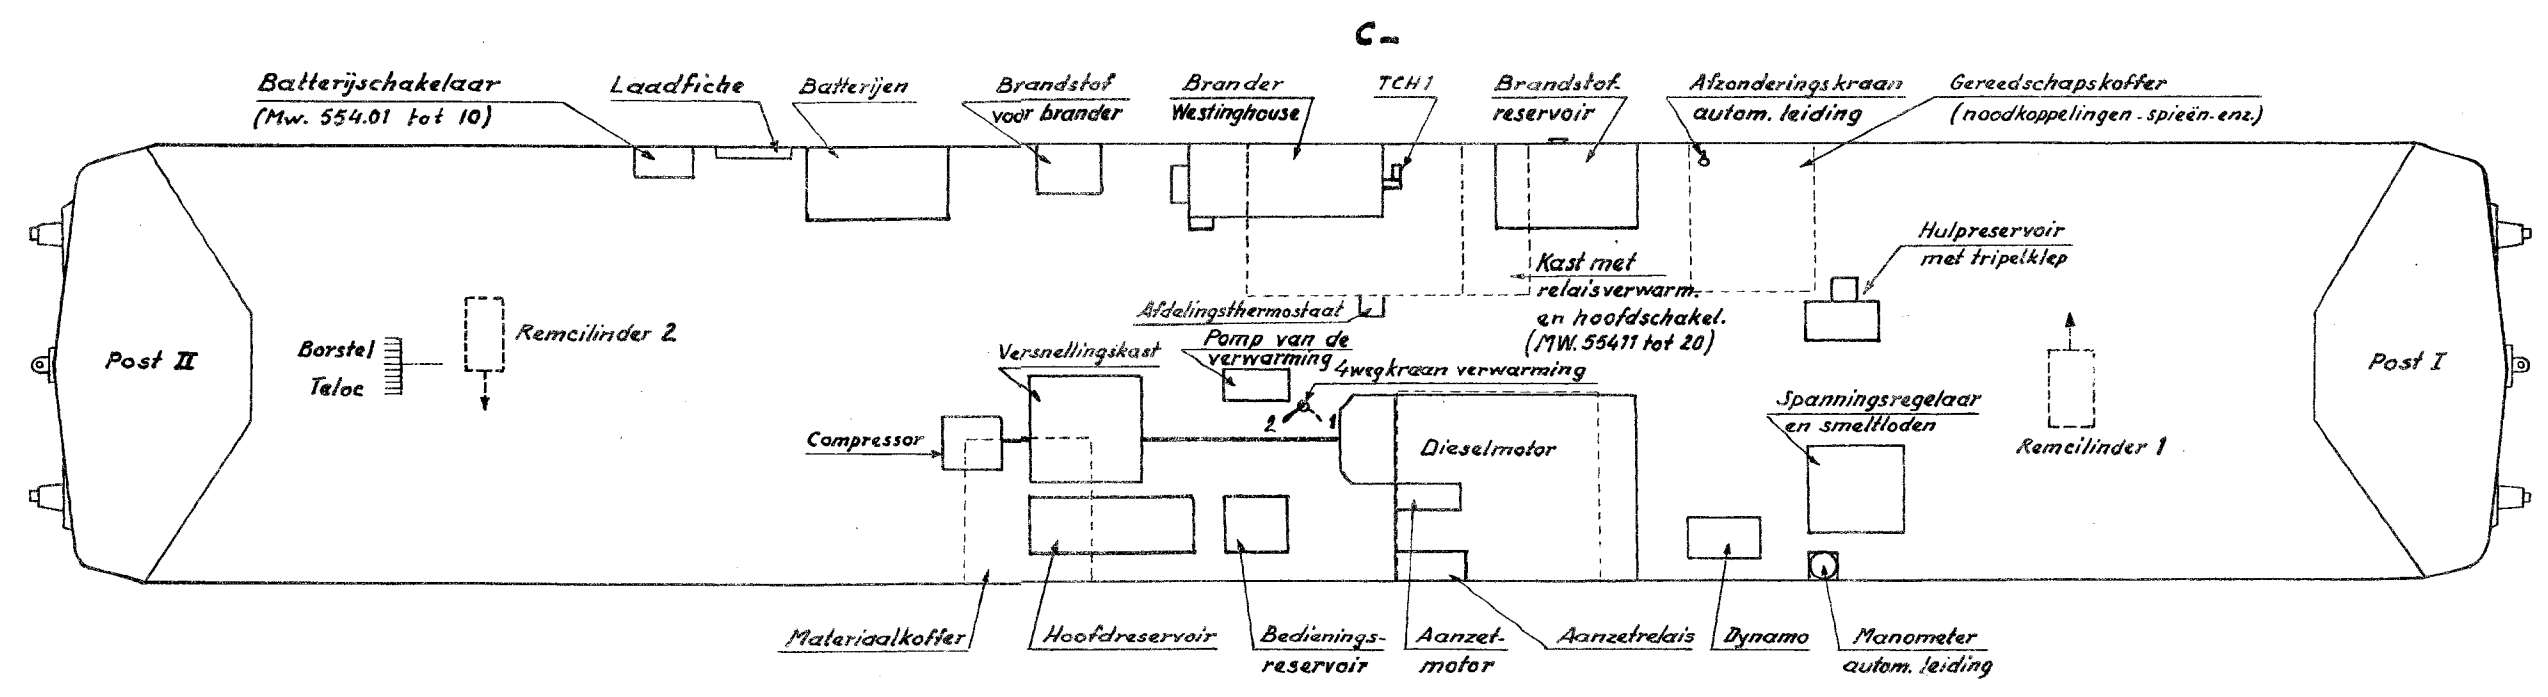 C-
Batterijschakelaar
(Mw. 554.01 tot 10)
Laadfiche
Batterijen
Brandstof
voor brander
Brander
Westinghouse
TCH1
Brandstof-
reservoir
Afzonderingskraan
autom. leiding
Gereedschapskoffer
(noodkoppelingen-spieën-enz.)
Hulpreservoir
met tripelklep
Kast met
relaisverwarm.
en hoofdschakel.
(MW. 55411 tot 20)
Afdelingsthermostaat
Post II
Borstel
Teloc
Remcilinder 2
Versnellingskast
Pomp van de
verwarming
4wegkraan verwarming
2
1
Compressor
Dieselmotor
Spanningsregelaar
en smeltloden
Remcilinder 1
Post I
Materiaalkoffer
Hoofdreservoir
Bedienings-
reservoir
Aanzet-
motor
Aanzetrelais
Dynamo
Manometer
autom. leiding